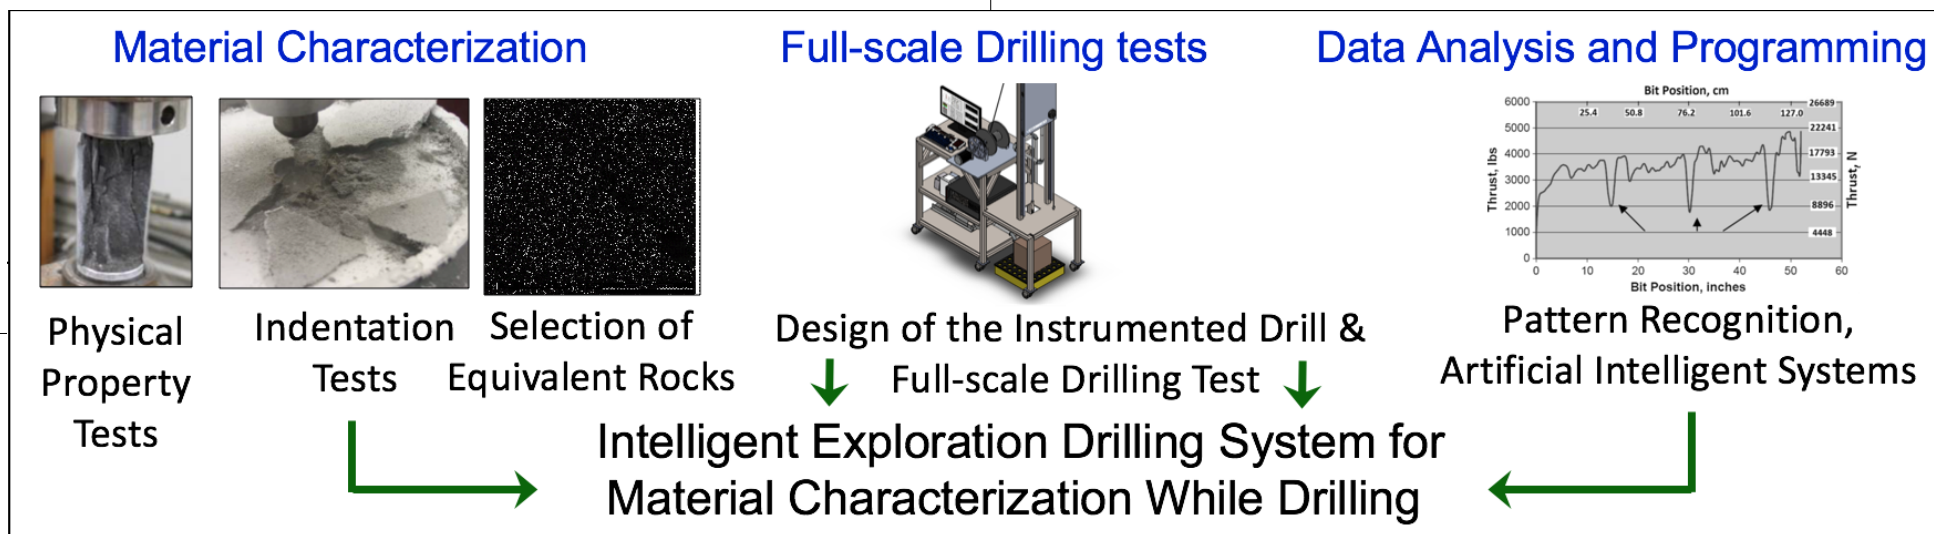 Material Characterization
Full-scale Drilling tests
Data Analysis and Programming
Physical
Property
Tests
Indentation
Tests
Selection of
Equivalent Rocks
Design of the Instrumented Drill &
Full-scale Drilling Test
Bit Position, cm
25.4 50.8 76.2 101.6 127.0
Thrust, lbs
6000
5000
4000
3000
2000
1000
0
26689
22241
17793
13345
8896
4448
Thrust, N
0 10 20 30 40 50 60
Bit Position, inches
Pattern Recognition,
Artificial Intelligent Systems
Intelligent Exploration Drilling System for
Material Characterization While Drilling